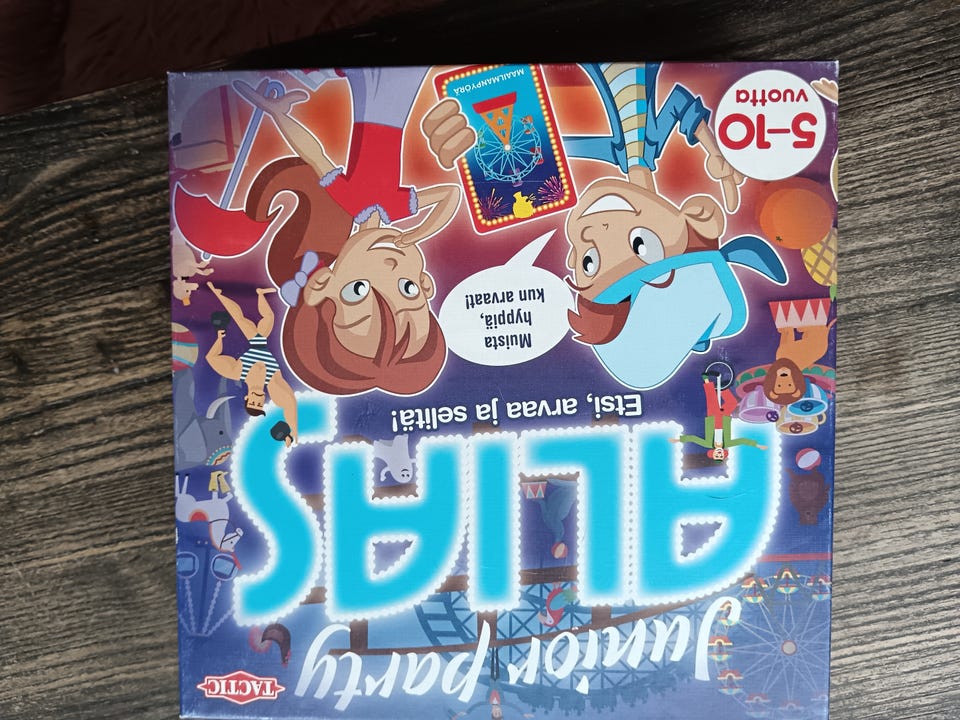 TACTIC
Junior party
ALIAS
Etsi, arvaa ja selitä!
Muista
hyppiä,
kun arvaat!
MAAILMANPYÖRÄ
5-10
vuotta